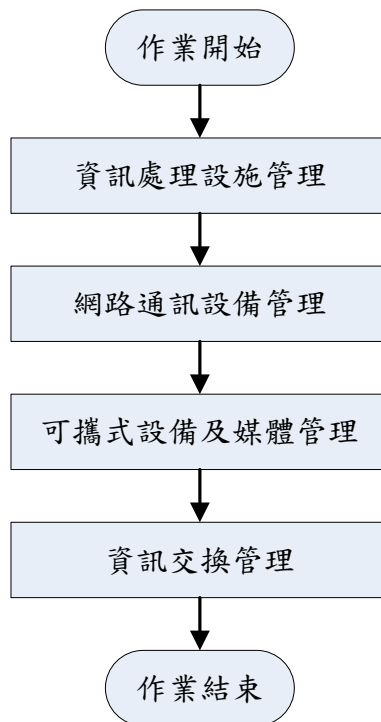 作業開始
資訊處理設施管理
網路通訊設備管理
可攜式設備及媒體管理
資訊交換管理
作業結束